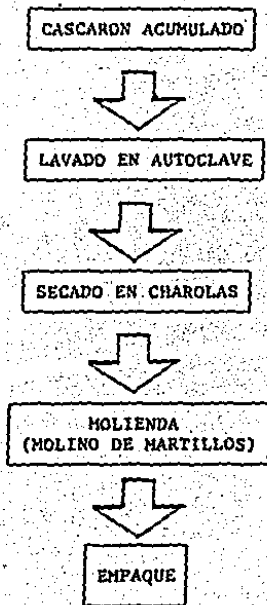 CASCARON ACUMULADO
LAVADO EN AUTOCLAVE
SECADO EN CHAROLAS
MOLIENDA
(MOLINO DE MARTILLOS)
EMPAQUE